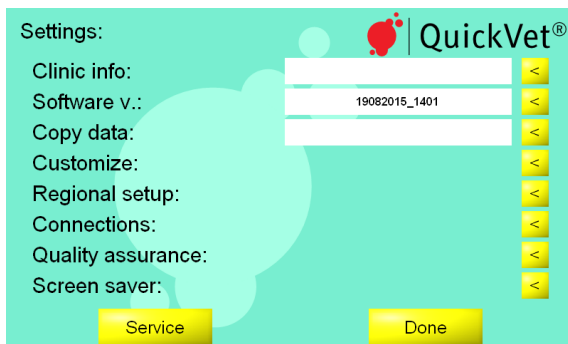 Settings:
QuickVet®
Clinic info:
<
Software v.:
19082015_1401
<
Copy data:
<
Customize:
<
Regional setup:
<
Connections:
<
Quality assurance:
<
Screen saver:
<
Service
Done